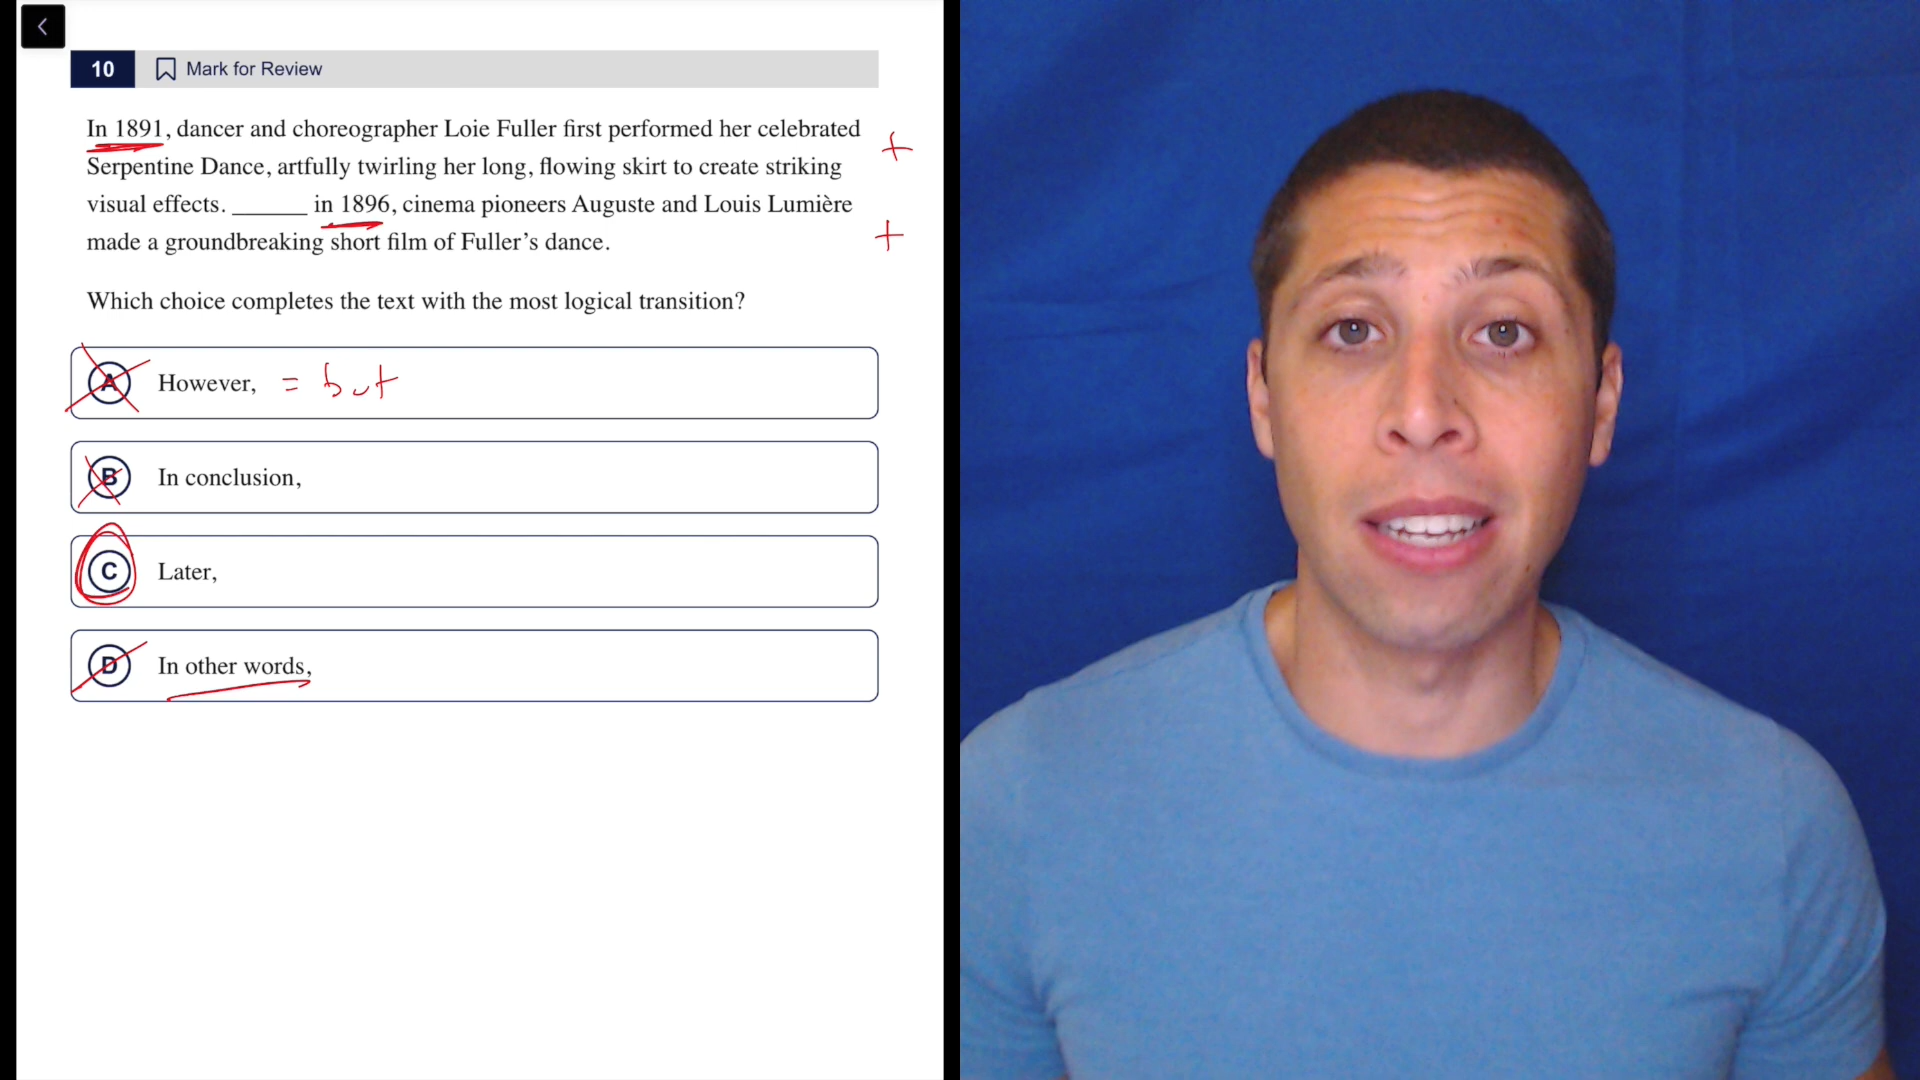 10 Mark for Review
In 1891, dancer and choreographer Loie Fuller first performed her celebrated
Serpentine Dance, artfully twirling her long, flowing skirt to create striking
visual effects. ______ in 1896, cinema pioneers Auguste and Louis Lumière
made a groundbreaking short film of Fuller’s dance.
+
+
Which choice completes the text with the most logical transition?
A However, = but
B In conclusion,
C Later,
D In other words,